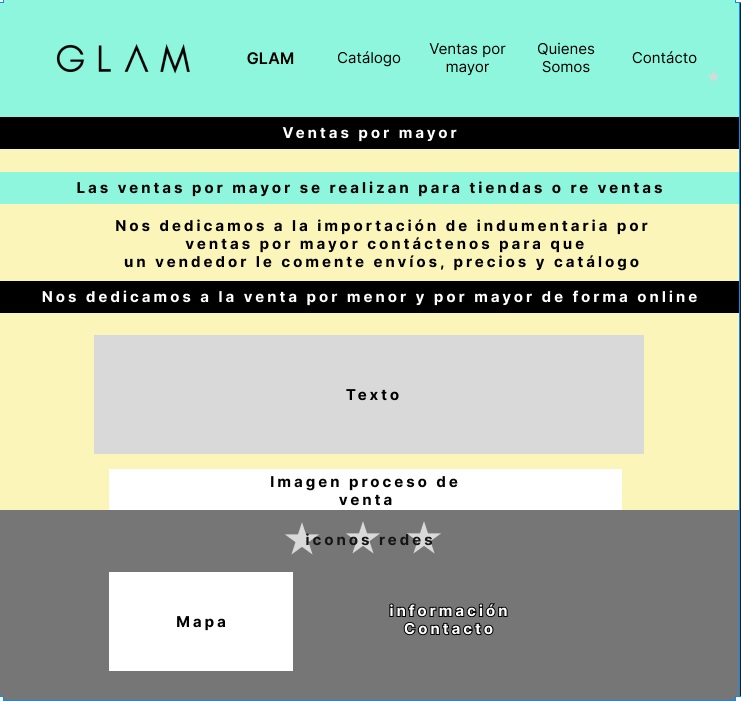 GLAM
GLAM
Catálogo
Ventas por
mayor
Quienes
Somos
Contácto
Ventas por mayor
Las ventas por mayor se realizan para tiendas o re ventas
Nos dedicamos a la importación de indumentaria por
ventas por mayor contáctenos para que
un vendedor le comente envíos, precios y catálogo
Nos dedicamos a la venta por menor y por mayor de forma online
Texto
Imagen proceso de
venta
iconos redes
Mapa
información
Contacto